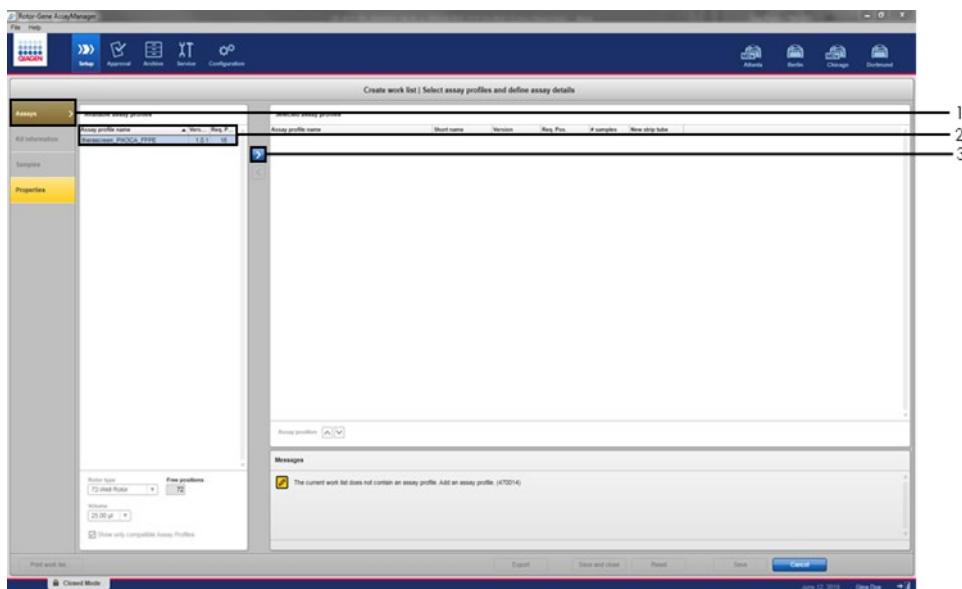 Rotor-Gene AssayManager
File Help
QIAGEN
Setup Approval Archive Service Configuration
Atlanta Berlin Chicago Dortmund
Create work list | Select assay profiles and define assay details
Assays
Available assay profiles
Selected assay profiles
1
Assay profile name Vers... Req. P...
Assay profile name Short name Version Req. Pos. # samples New strip tube
2
therascreen_PIK3CA_FFPE 1.0.1 16
Kit information
3
Samples
Properties
Assay position
Messages
The current work list does not contain an assay profile. Add an assay profile. (470014)
Rotor type Free positions
72-Well Rotor 72
Volume
25.00 µl
Show only compatible Assay Profiles
Print work list... Export Save and close Reset Save Cancel
Closed Mode
June 12, 2014 Gina Doe